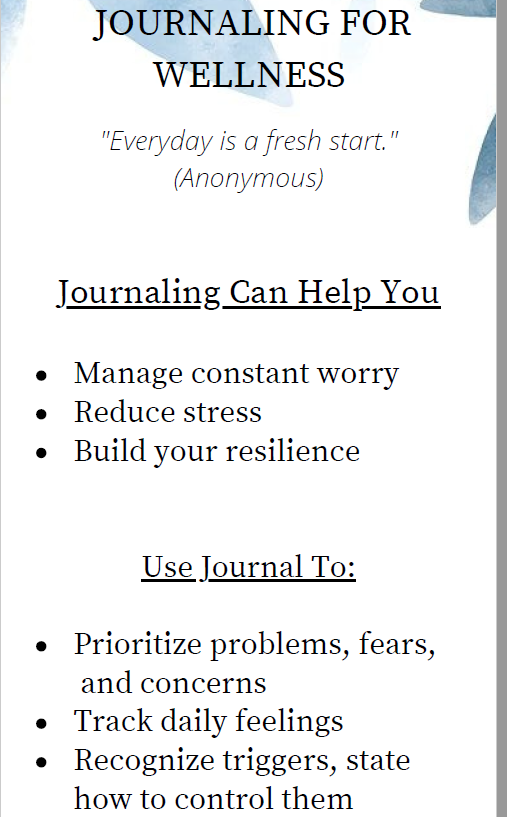 JOURNALING FOR
WELLNESS
"Everyday is a fresh start."
(Anonymous)
Journaling Can Help You
• Manage constant worry
• Reduce stress
• Build your resilience
Use Journal To:
• Prioritize problems, fears,
and concerns
• Track daily feelings
• Recognize triggers, state
how to control them